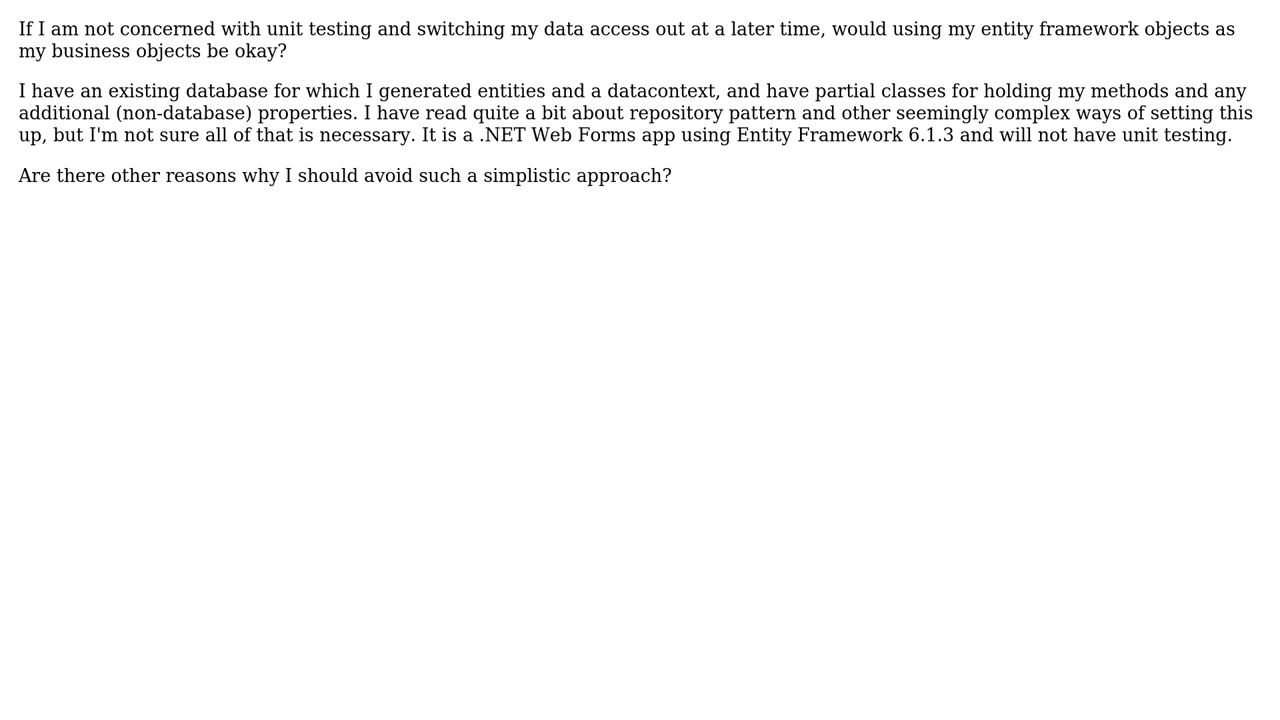 If I am not concerned with unit testing and switching my data access out at a later time, would using my entity framework objects as
my business objects be okay?
I have an existing database for which I generated entities and a datacontext, and have partial classes for holding my methods and any
additional (non-database) properties. I have read quite a bit about repository pattern and other seemingly complex ways of setting this
up, but I'm not sure all of that is necessary. It is a .NET Web Forms app using Entity Framework 6.1.3 and will not have unit testing.
Are there other reasons why I should avoid such a simplistic approach?